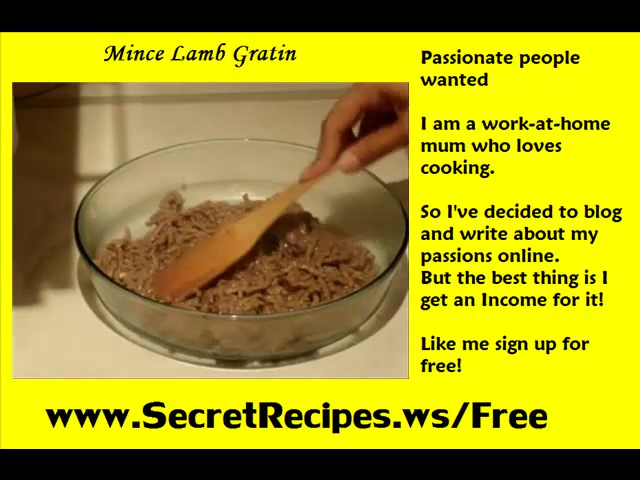 Mince Lamb Gratin
Passionate people
wanted
I am a work-at-home
mum who loves
cooking.
So I've decided to blog
and write about my
passions online.
But the best thing is I
get an Income for it!
Like me sign up for
free!
www.SecretRecipes.ws/Free